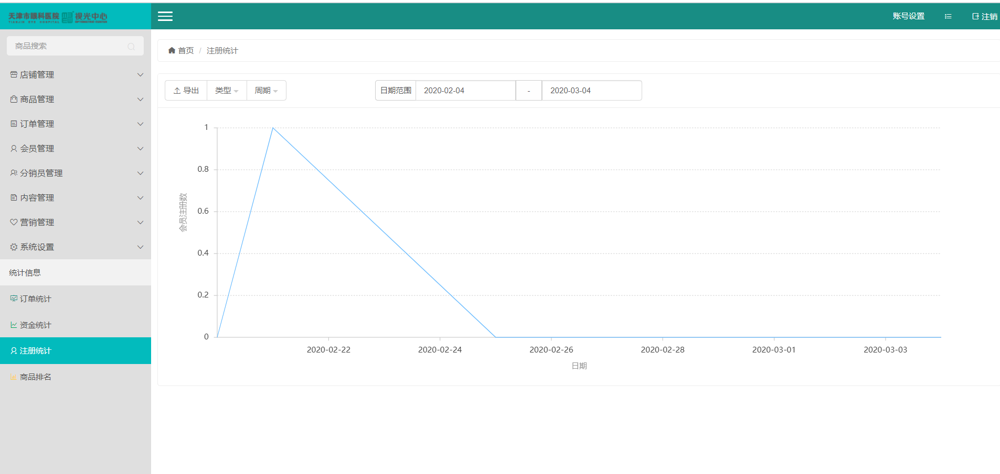 天津市眼科医院 视光中心
TIANJIN EYE HOSPITAL OPTOMETRIC CENTER
账号设置
注销
商品搜索
店铺管理
商品管理
订单管理
会员管理
分销员管理
内容管理
营销管理
系统设置
统计信息
订单统计
资金统计
注册统计
商品排名
首页 / 注册统计
导出 类型 周期
日期范围 2020-02-04 - 2020-03-04
会员注册数
1
0.8
0.6
0.4
0.2
0
2020-02-22 2020-02-24 2020-02-26 2020-02-28 2020-03-01 2020-03-03
日期